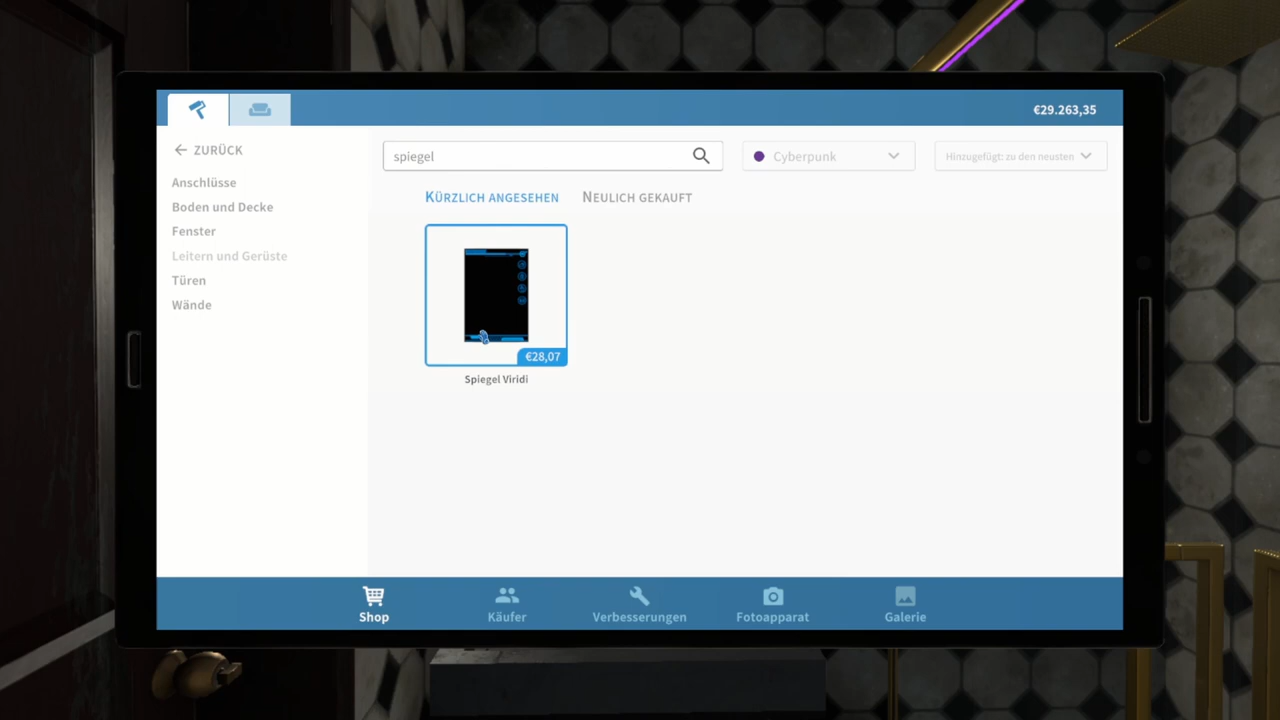 €29.263,35
ZURÜCK
spiegel
Cyberpunk
Hinzugefügt: zu den neusten
Anschlüsse
Boden und Decke
Fenster
Leitern und Gerüste
Türen
Wände
KÜRZLICH ANGESEHEN
NEULICH GEKAUFT
€28,07
Spiegel Viridi
Shop
Käufer
Verbesserungen
Fotoapparat
Galerie